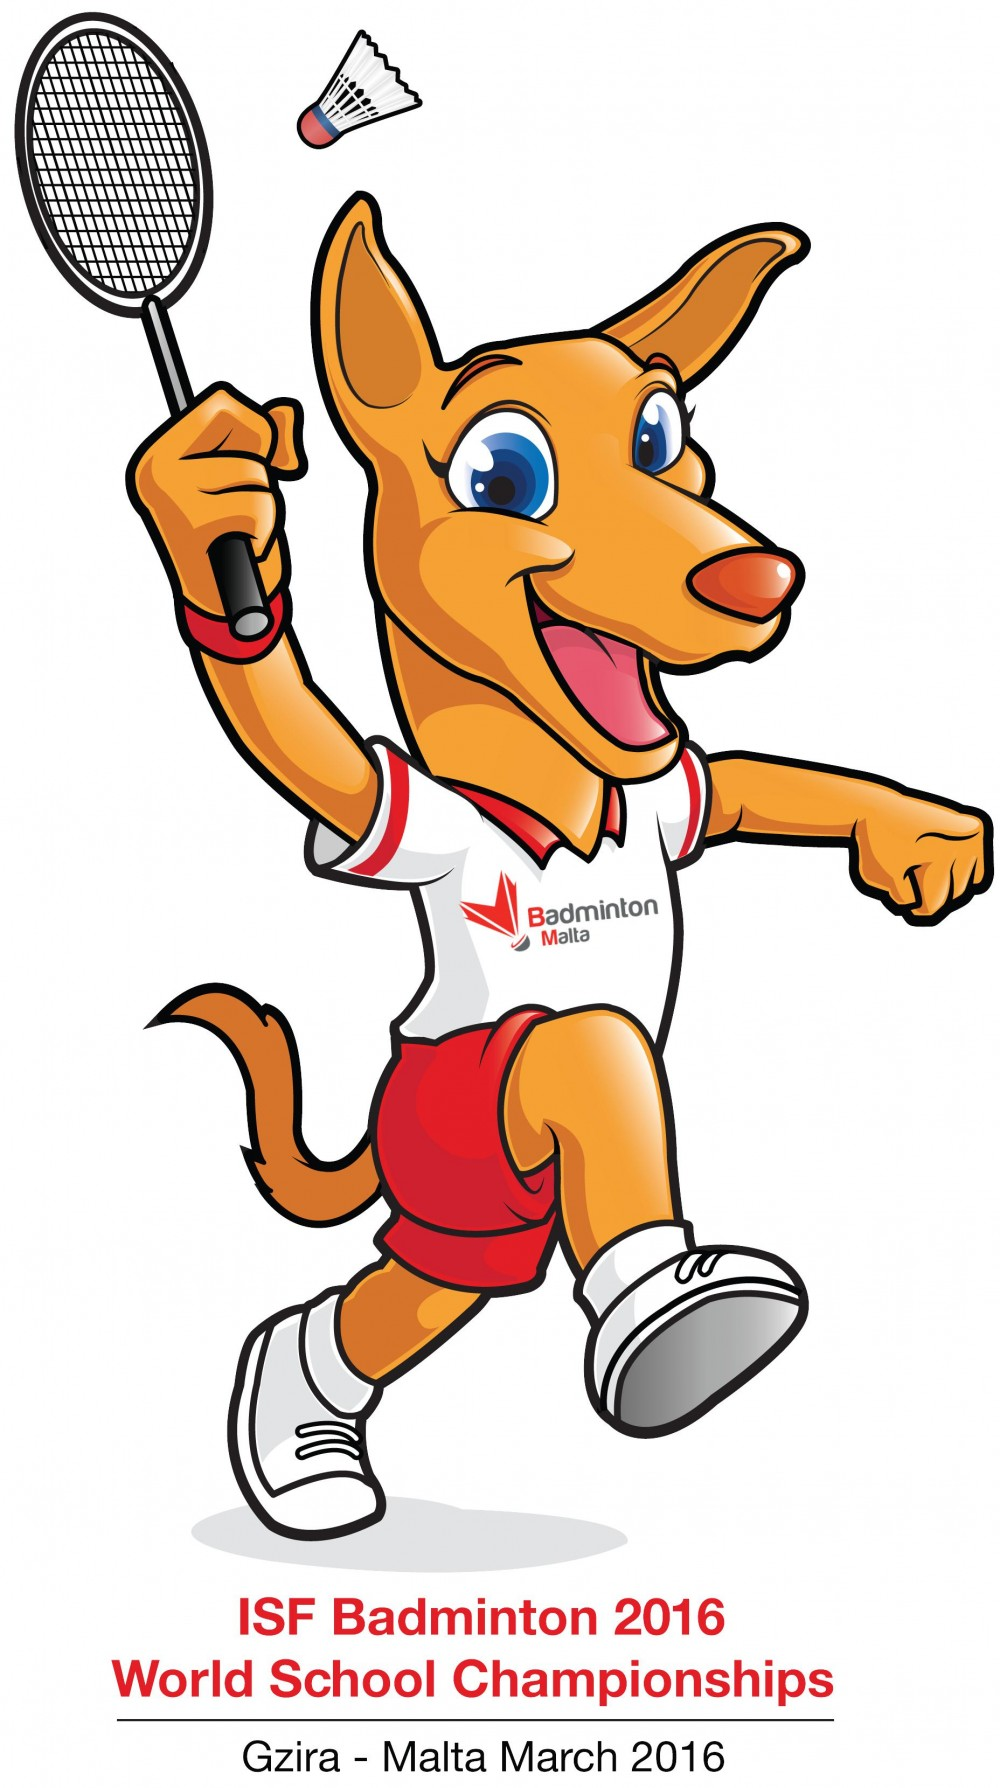 Badminton
Malta
ISF Badminton 2016
World School Championships
Gzira - Malta March 2016